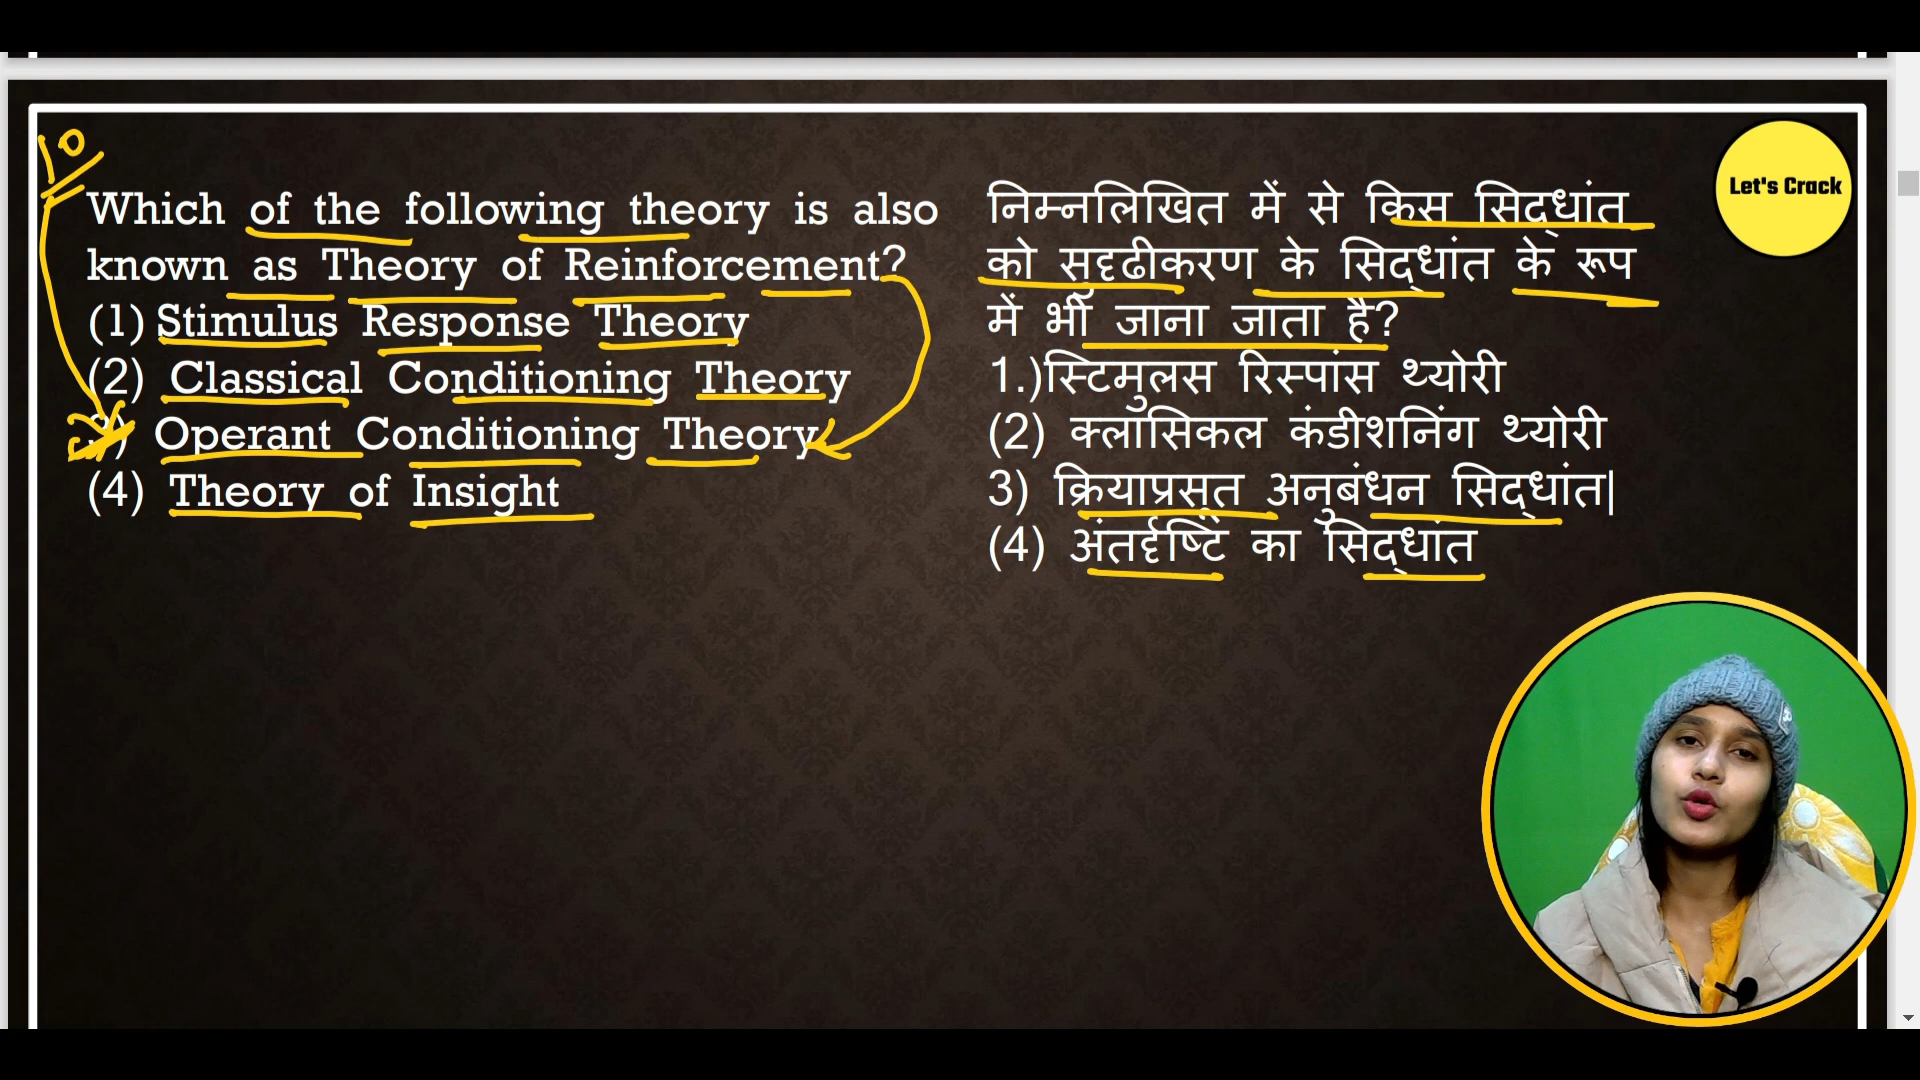 10
Which of the following theory is also
known as Theory of Reinforcement?
(1) Stimulus Response Theory
(2) Classical Conditioning Theory
3) Operant Conditioning Theory
(4) Theory of Insight
निम्नलिखित में से किस सिद्धांत
को सुदृढीकरण के सिद्धांत के रूप
में भी जाना जाता है?
1.)स्टिमुलस रिस्पांस थ्योरी
(2) क्लासिकल कंडीशनिंग थ्योरी
3) क्रियाप्रसूत अनुबंधन सिद्धांत|
(4) अंतर्दृष्टि का सिद्धांत
Let's Crack